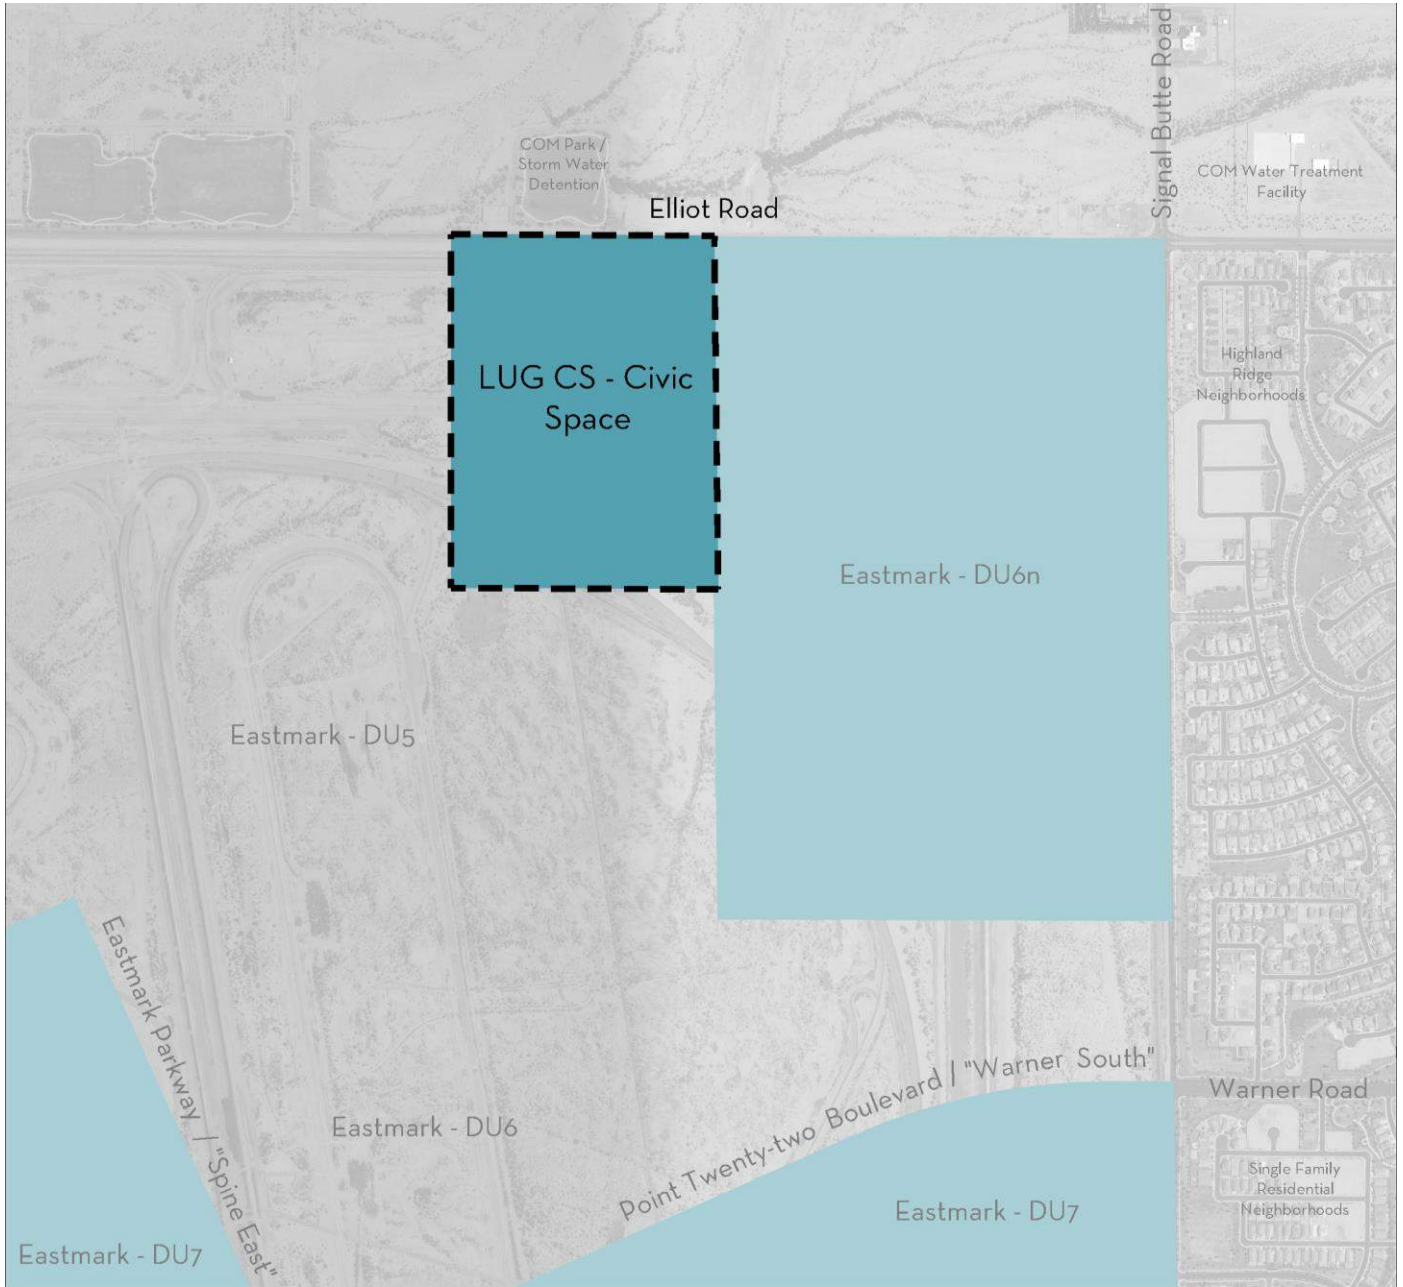 Signal Butte Road
COM Park /
Storm Water
Detention
COM Water Treatment
Facility
Elliot Road
LUG CS - Civic
Space
Highland
Ridge
Neighborhoods
Eastmark - DU6n
Eastmark - DU5
Eastmark Parkway / "Spine East"
Point Twenty-two Boulevard / "Warner South"
Warner Road
Eastmark - DU6
Single Family
Residential
Neighborhoods
Eastmark - DU7
Eastmark - DU7